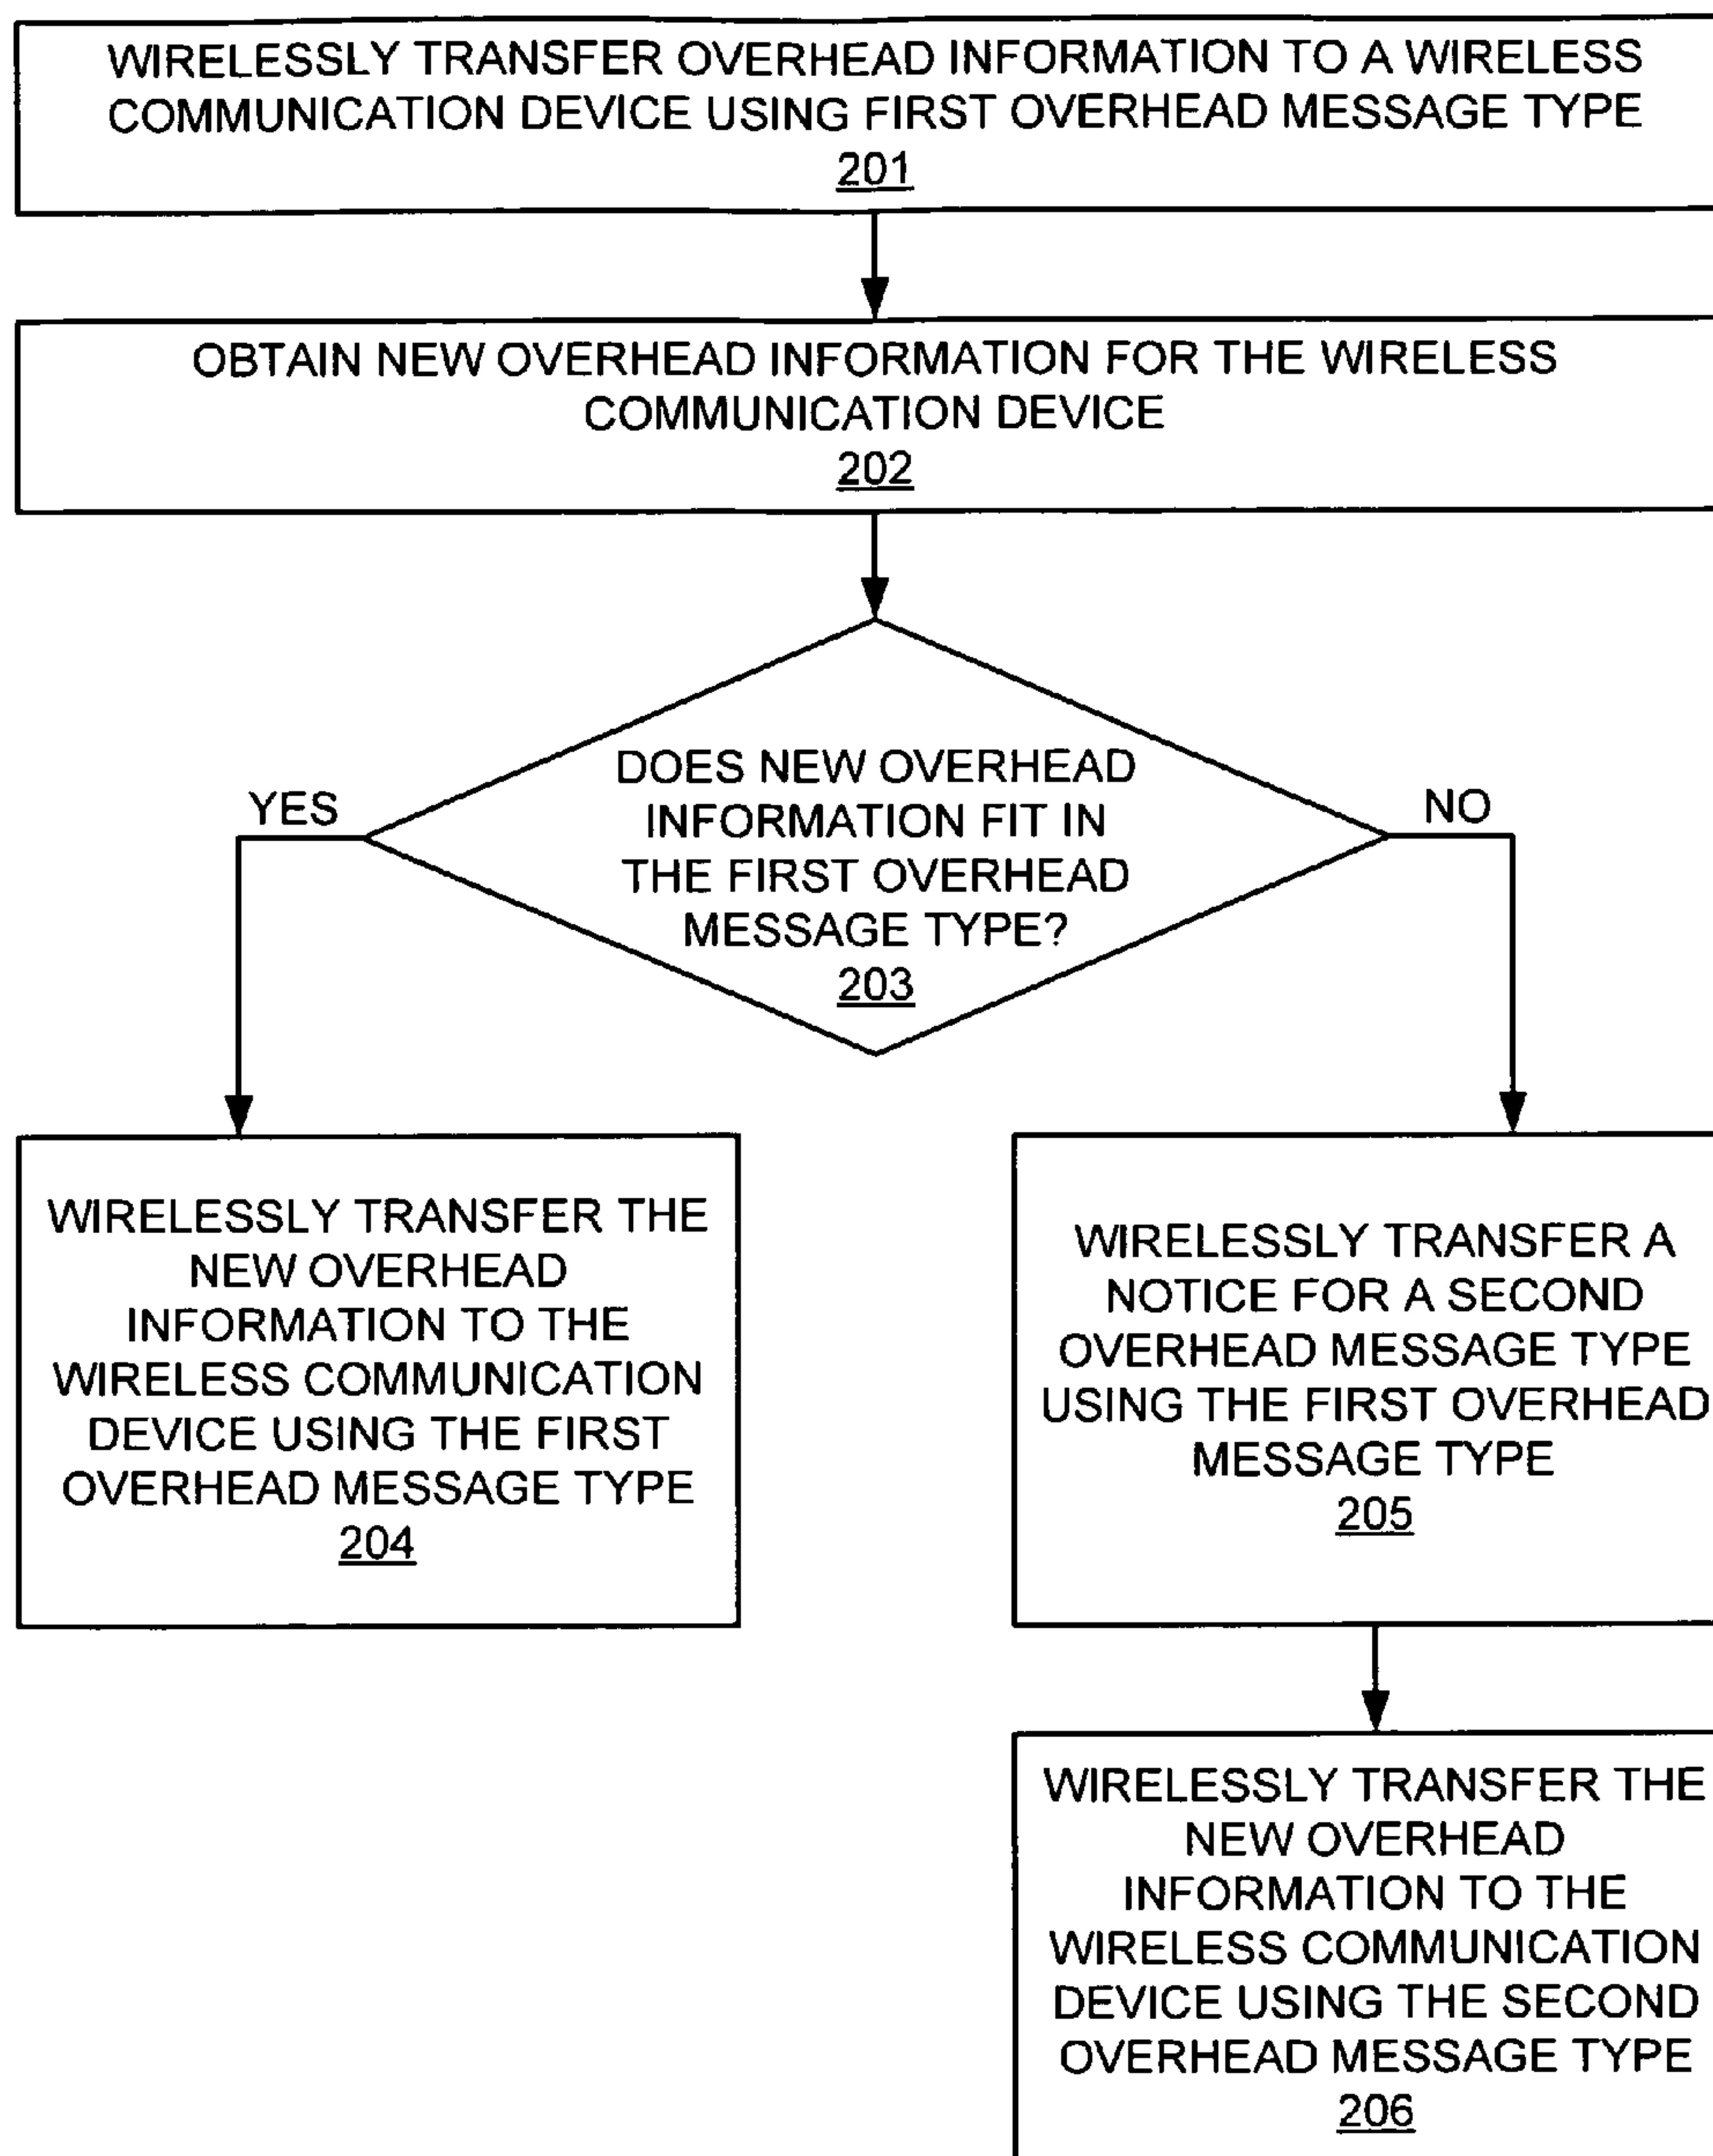 WIRELESSLY TRANSFER OVERHEAD INFORMATION TO A WIRELESS
COMMUNICATION DEVICE USING FIRST OVERHEAD MESSAGE TYPE
201
OBTAIN NEW OVERHEAD INFORMATION FOR THE WIRELESS
COMMUNICATION DEVICE
202
DOES NEW OVERHEAD
INFORMATION FIT IN
THE FIRST OVERHEAD
MESSAGE TYPE?
203
YES
NO
WIRELESSLY TRANSFER THE
NEW OVERHEAD
INFORMATION TO THE
WIRELESS COMMUNICATION
DEVICE USING THE FIRST
OVERHEAD MESSAGE TYPE
204
WIRELESSLY TRANSFER A
NOTICE FOR A SECOND
OVERHEAD MESSAGE TYPE
USING THE FIRST OVERHEAD
MESSAGE TYPE
205
WIRELESSLY TRANSFER THE
NEW OVERHEAD
INFORMATION TO THE
WIRELESS COMMUNICATION
DEVICE USING THE SECOND
OVERHEAD MESSAGE TYPE
206